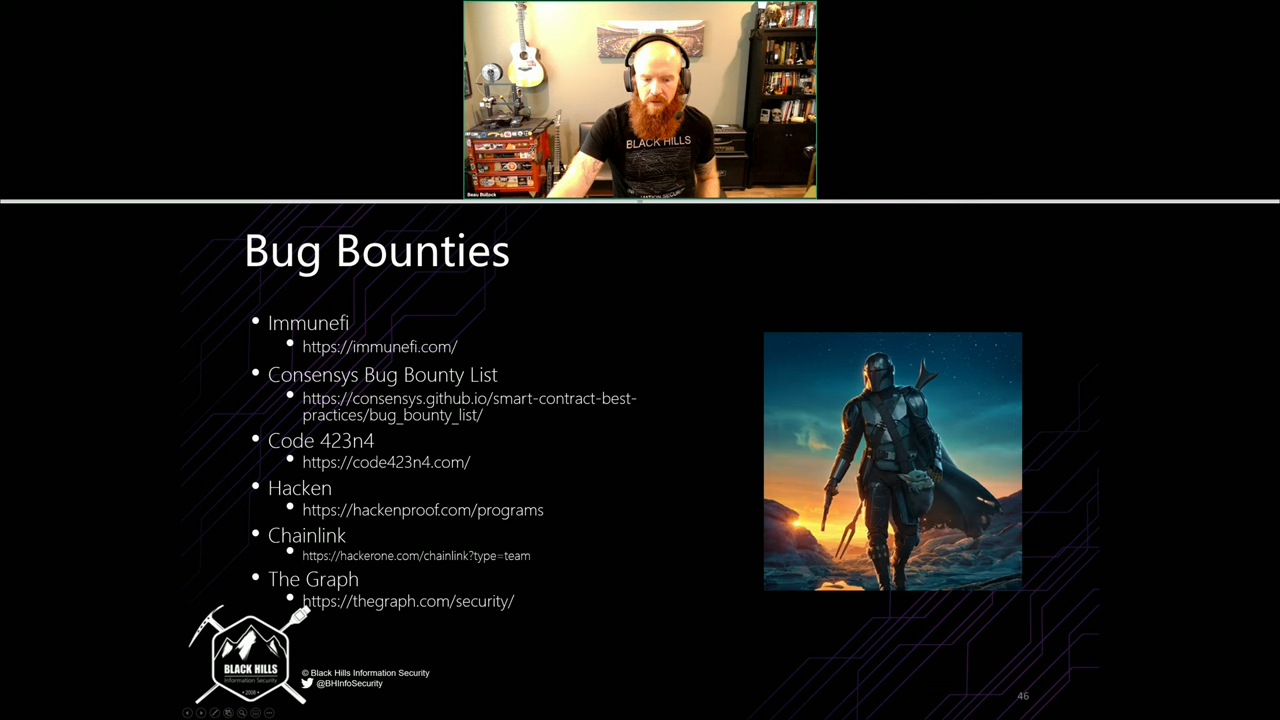 BLACK HILLS
Beau Bullock
Bug Bounties
• Immunefi
• https://immunefi.com/
• Consensys Bug Bounty List
• https://consensys.github.io/smart-contract-best-
practices/bug_bounty_list/
• Code 423n4
• https://code423n4.com/
• Hacken
• https://hackenproof.com/programs
• Chainlink
• https://hackerone.com/chainlink?type=team
• The Graph
• https://thegraph.com/security/
BLACK HILLS
Information Security
• 2008 •
© Black Hills Information Security
@BHInfoSecurity
46